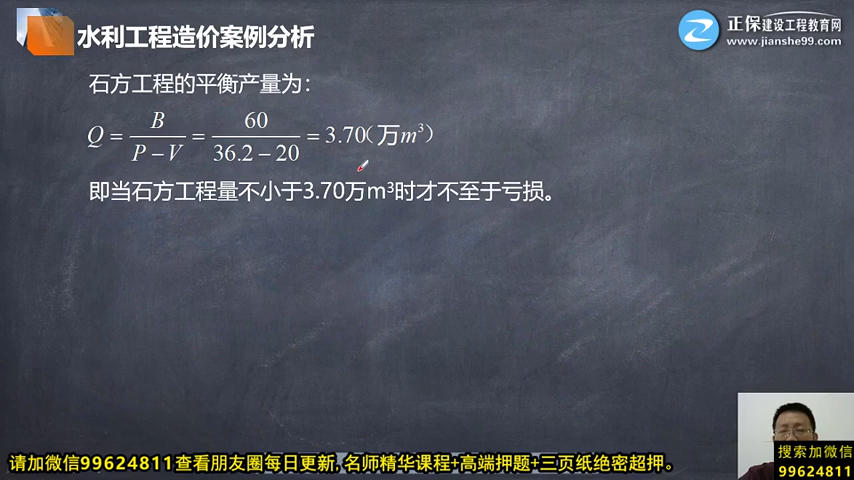 水利工程造价案例分析
正保建设工程教育网
www.jianshe99.com
石方工程的平衡产量为：
Q = B / (P − V) = 60 / (36.2 − 20) = 3.70（万m³）
即当石方工程量不小于3.70万m³时才不至于亏损。
搜索加微信
99624811
请加微信99624811查看朋友圈每日更新,名师精华课程+高端押题+三页纸绝密超押。